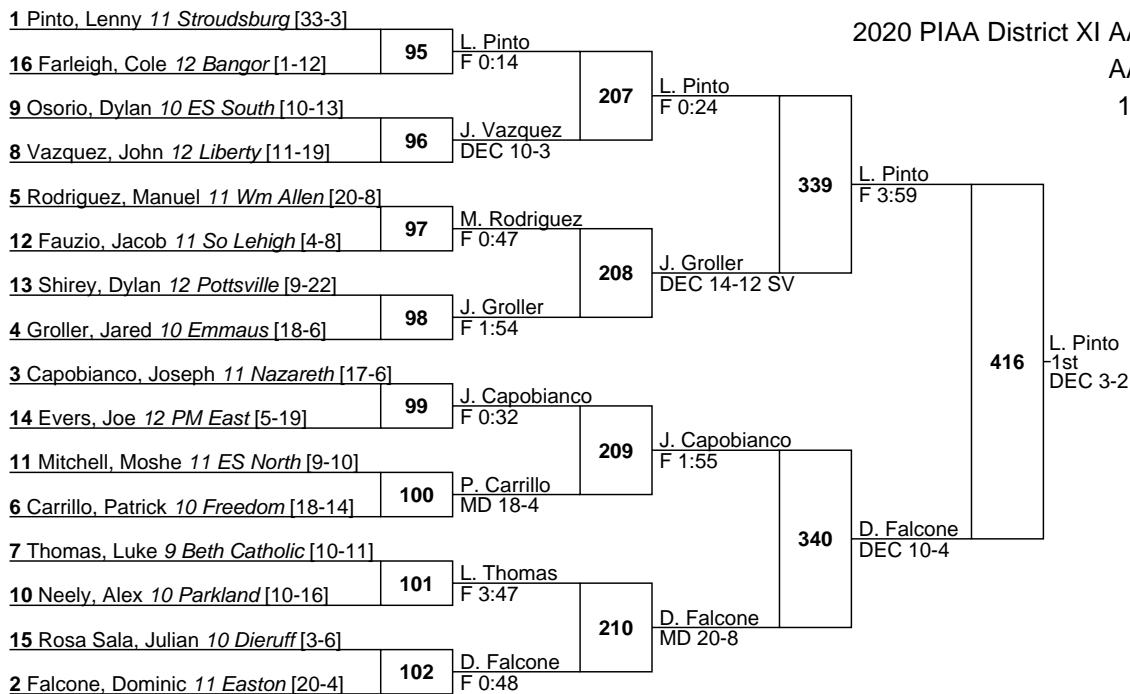 1 Pinto, Lenny 11 Stroudsburg [33-3]
2020 PIAA District XI AA
95
L. Pinto
F 0:14
16 Farleigh, Cole 12 Bangor [1-12]
AA
207
L. Pinto
F 0:24
1
9 Osorio, Dylan 10 ES South [10-13]
96
J. Vazquez
DEC 10-3
8 Vazquez, John 12 Liberty [11-19]
339
L. Pinto
F 3:59
5 Rodriguez, Manuel 11 Wm Allen [20-8]
97
M. Rodriguez
F 0:47
12 Fauzio, Jacob 11 So Lehigh [4-8]
208
J. Groller
DEC 14-12 SV
13 Shirey, Dylan 12 Pottsville [9-22]
98
J. Groller
F 1:54
4 Groller, Jared 10 Emmaus [18-6]
416
L. Pinto
1st
DEC 3-2
3 Capobianco, Joseph 11 Nazareth [17-6]
99
J. Capobianco
F 0:32
14 Evers, Joe 12 PM East [5-19]
209
J. Capobianco
F 1:55
11 Mitchell, Moshe 11 ES North [9-10]
100
P. Carrillo
MD 18-4
6 Carrillo, Patrick 10 Freedom [18-14]
340
D. Falcone
DEC 10-4
7 Thomas, Luke 9 Beth Catholic [10-11]
101
L. Thomas
F 3:47
10 Neely, Alex 10 Parkland [10-16]
210
D. Falcone
MD 20-8
15 Rosa Sala, Julian 10 Dieruff [3-6]
102
D. Falcone
F 0:48
2 Falcone, Dominic 11 Easton [20-4]